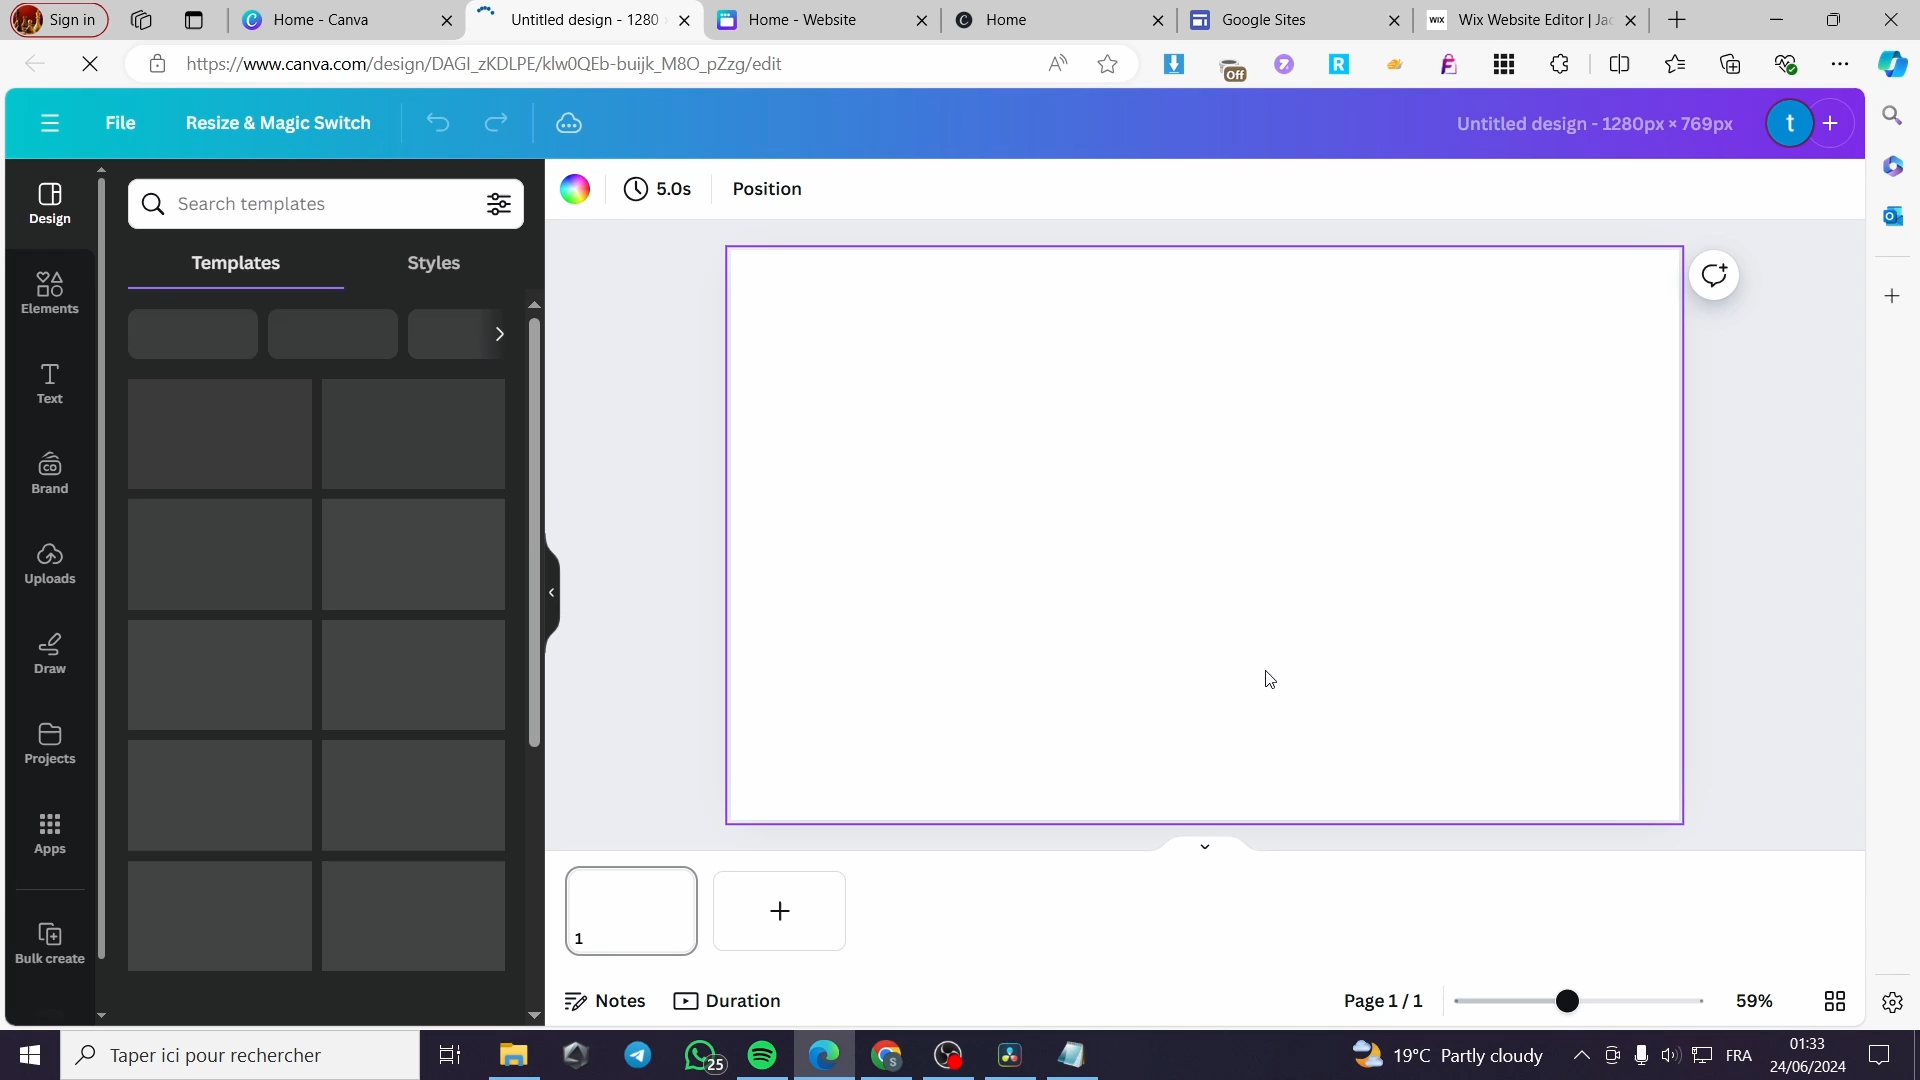 Sign in
Home - Canva
Untitled design - 1280
Home - Website
Home
Google Sites
WIX
Wix Website Editor | Jac
https://www.canva.com/design/DAGI_zKDLPE/klw0QEb-buijk_M8O_pZzg/edit
Off
File
Resize & Magic Switch
Untitled design - 1280px × 769px
t
Design
Elements
Text
Brand
Uploads
Draw
Projects
Apps
Bulk create
Search templates
Templates
Styles
5.0s
Position
1
Notes
Duration
Page 1 / 1
59%
Taper ici pour rechercher
25
19°C Partly cloudy
FRA
01:33
24/06/2024